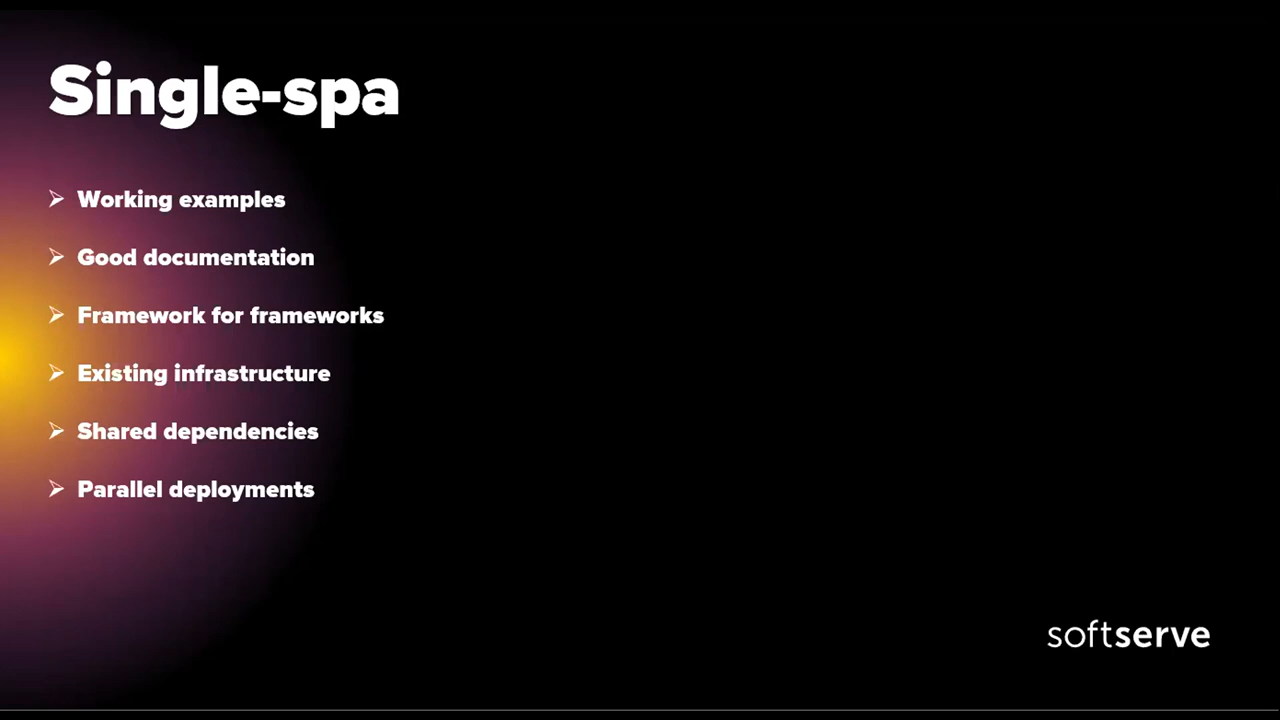 Single-spa
Working examples
Good documentation
Framework for frameworks
Existing infrastructure
Shared dependencies
Parallel deployments
softserve